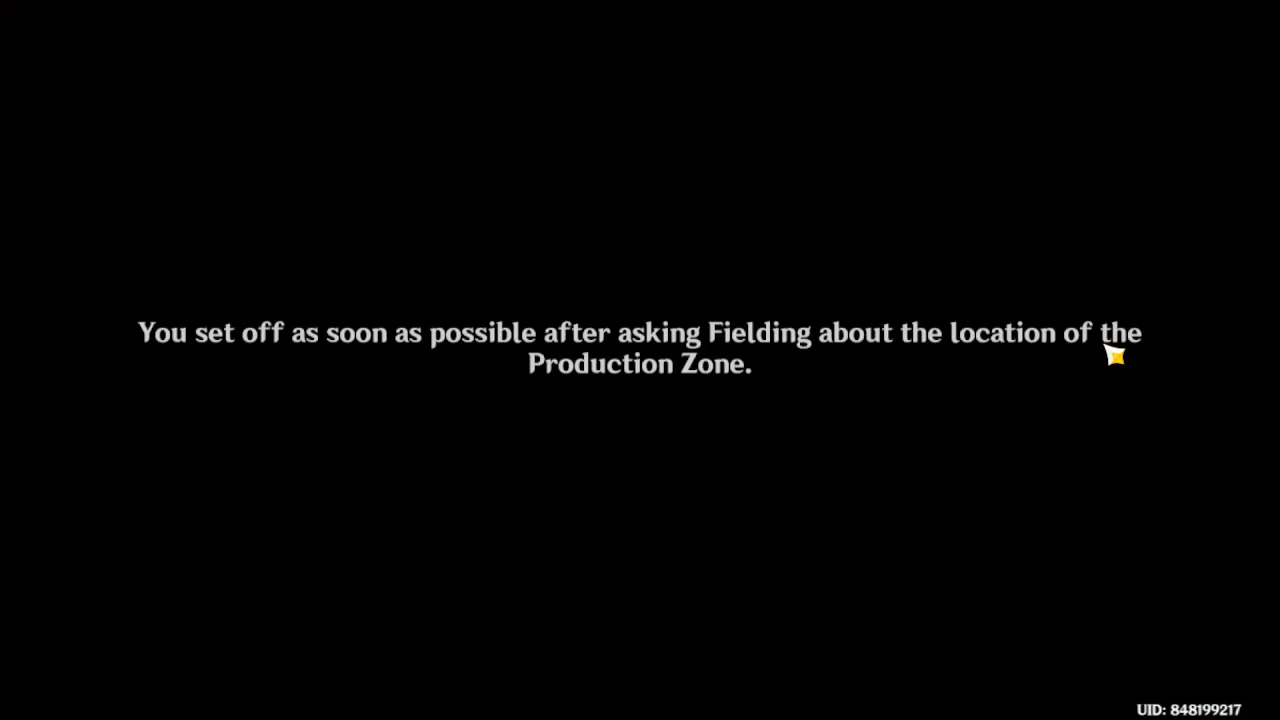 You set off as soon as possible after asking Fielding about the location of the
Production Zone.
UID: 848199217